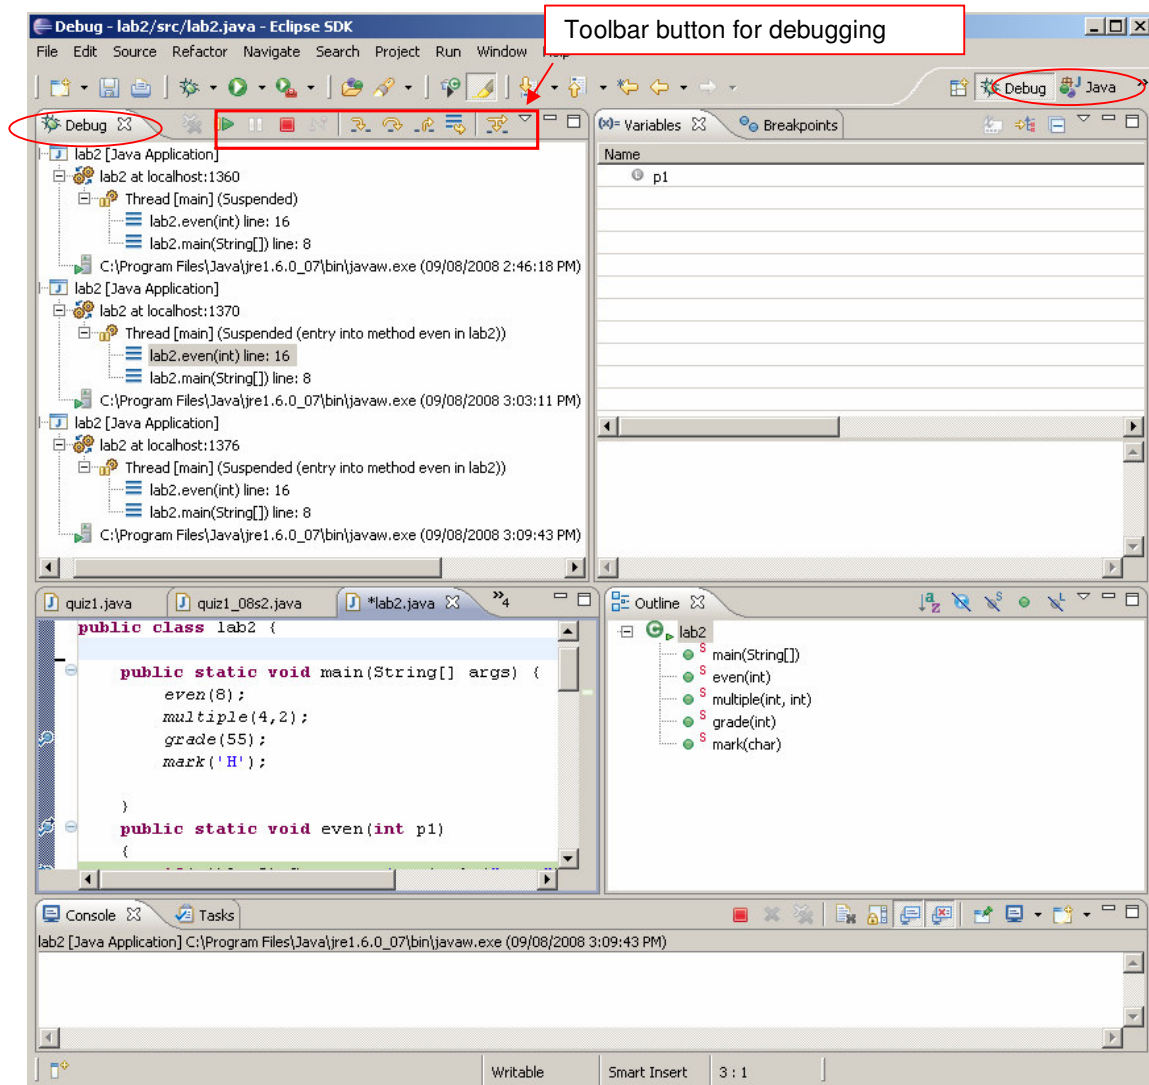 Debug - lab2/src/lab2.java - Eclipse SDK
Toolbar button for debugging
File Edit Source Refactor Navigate Search Project Run Window Help
Debug Java »
Debug
(x)= Variables
Breakpoints
lab2 [Java Application]
lab2 at localhost:1360
Thread [main] (Suspended)
lab2.even(int) line: 16
lab2.main(String[]) line: 8
C:\Program Files\Java\jre1.6.0_07\bin\javaw.exe (09/08/2008 2:46:18 PM)
lab2 [Java Application]
lab2 at localhost:1370
Thread [main] (Suspended (entry into method even in lab2))
lab2.even(int) line: 16
lab2.main(String[]) line: 8
C:\Program Files\Java\jre1.6.0_07\bin\javaw.exe (09/08/2008 3:03:11 PM)
lab2 [Java Application]
lab2 at localhost:1376
Thread [main] (Suspended (entry into method even in lab2))
lab2.even(int) line: 16
lab2.main(String[]) line: 8
C:\Program Files\Java\jre1.6.0_07\bin\javaw.exe (09/08/2008 3:09:43 PM)
Name
p1
quiz1.java quiz1_08s2.java *lab2.java »4
public class lab2 {
public static void main(String[] args) {
even(8);
multiple(4,2);
grade(55);
mark('H');
}
public static void even(int p1)
{
Outline
lab2
main(String[])
even(int)
multiple(int, int)
grade(int)
mark(char)
Console Tasks
lab2 [Java Application] C:\Program Files\Java\jre1.6.0_07\bin\javaw.exe (09/08/2008 3:09:43 PM)
Writable Smart Insert 3 : 1